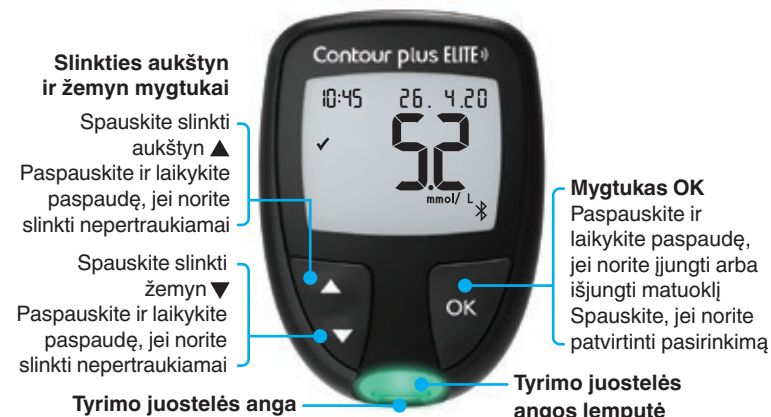 Contour plus ELITE
10:45 26. 4.20
✓ 5.2
mmol/ L
OK
Slinkties aukštyn
ir žemyn mygtukai
Spauskite slinkti
aukštyn ▲
Paspauskite ir laikykite
paspaudę, jei norite
slinkti nepertraukiamai
Spauskite slinkti
žemyn ▼
Paspauskite ir laikykite
paspaudę, jei norite
slinkti nepertraukiamai
Tyrimo juostelės anga
Mygtukas OK
Paspauskite ir
laikykite paspaudę,
jei norite įjungti arba
išjungti matuoklį
Spauskite, jei norite
patvirtinti pasirinkimą
Tyrimo juostelės
angos lemputė